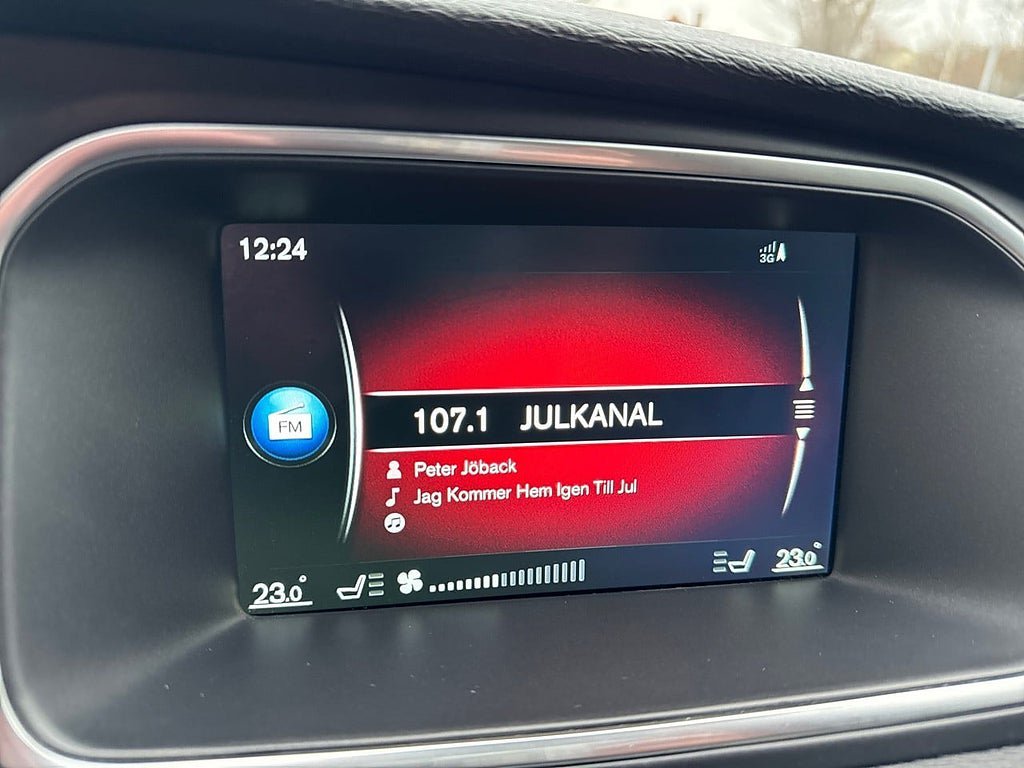 12:24
3G
FM
107.1 JULKANAL
Peter Jöback
Jag Kommer Hem Igen Till Jul
23.0°
23.0°